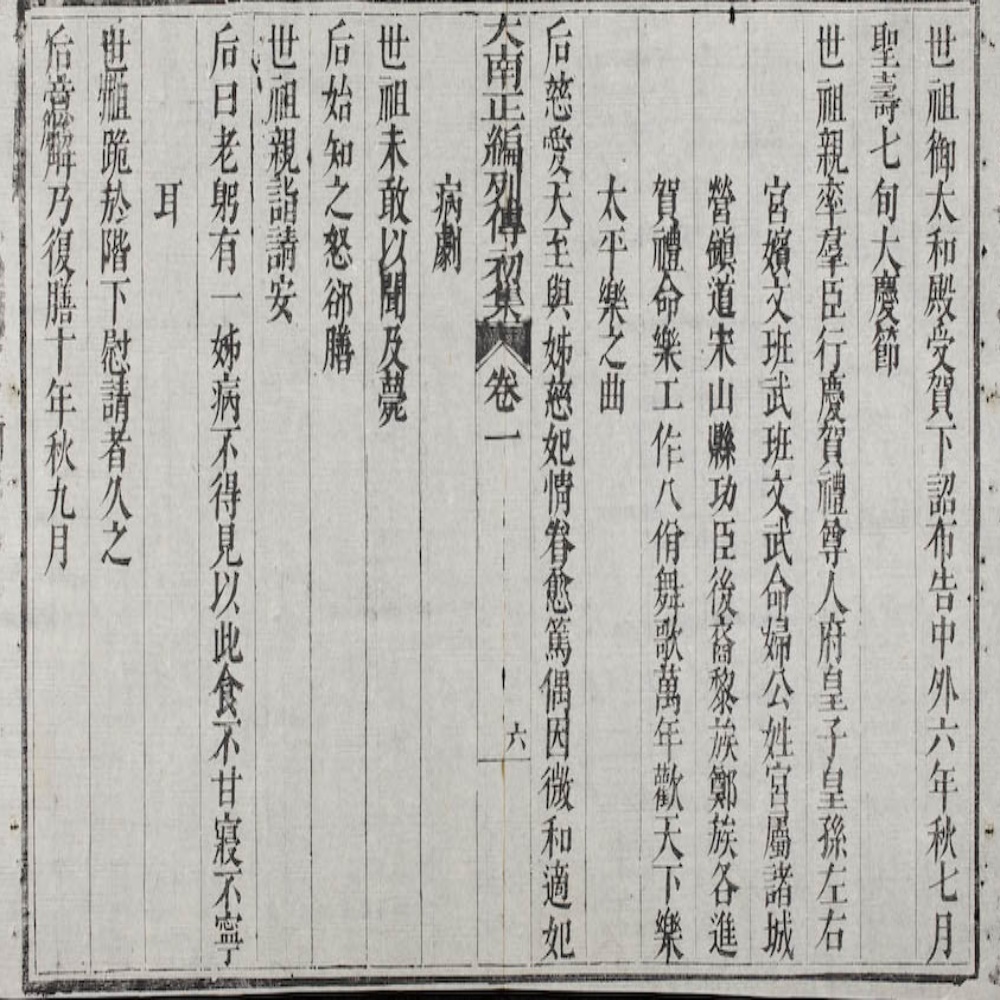 世祖御太和殿受賀下詔布告中外六年秋七月
聖壽七旬大慶節
世祖親率羣臣行慶賀禮尊人府皇子皇孫左右
宮嬪文班武班文武命婦公姓宮屬諸城
營鎮道宋山縣功臣後裔黎族鄭族各進
賀禮命樂工作八佾舞歌萬年歡天下樂
太平樂之曲
后慈愛天至與姊慈妃情眷愈篤偶因微和適妃
大南正編列傳初集 卷一 六
病劇
世祖未敢以聞及薨
后始知之怒卻膳
世祖親詣請安
后曰老躬有一姊病不得見以此食不甘寢不寧
耳
世祖跪於階下慰請者久之
后意解乃復膳十年秋九月